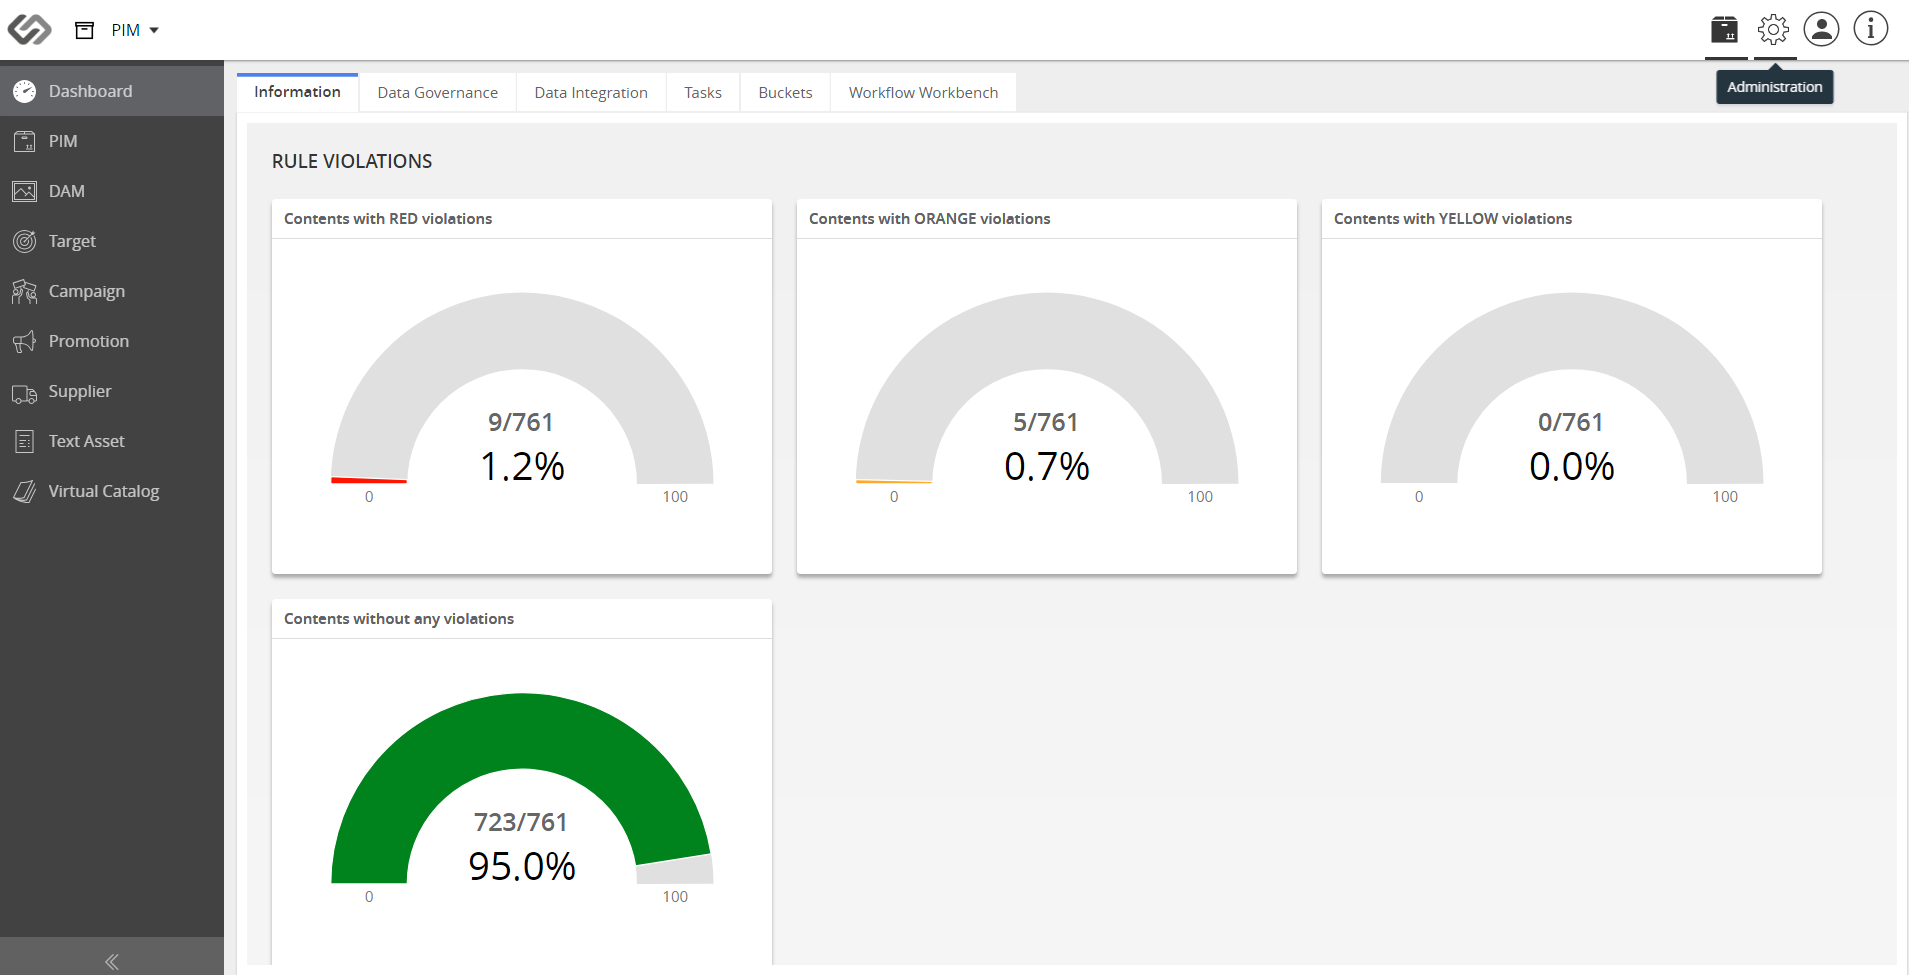 PIM
Administration
Dashboard
PIM
DAM
Target
Campaign
Promotion
Supplier
Text Asset
Virtual Catalog
Information
Data Governance
Data Integration
Tasks
Buckets
Workflow Workbench
RULE VIOLATIONS
Contents with RED violations
9/761
1.2%
0
100
Contents with ORANGE violations
5/761
0.7%
0
100
Contents with YELLOW violations
0/761
0.0%
0
100
Contents without any violations
723/761
95.0%
0
100